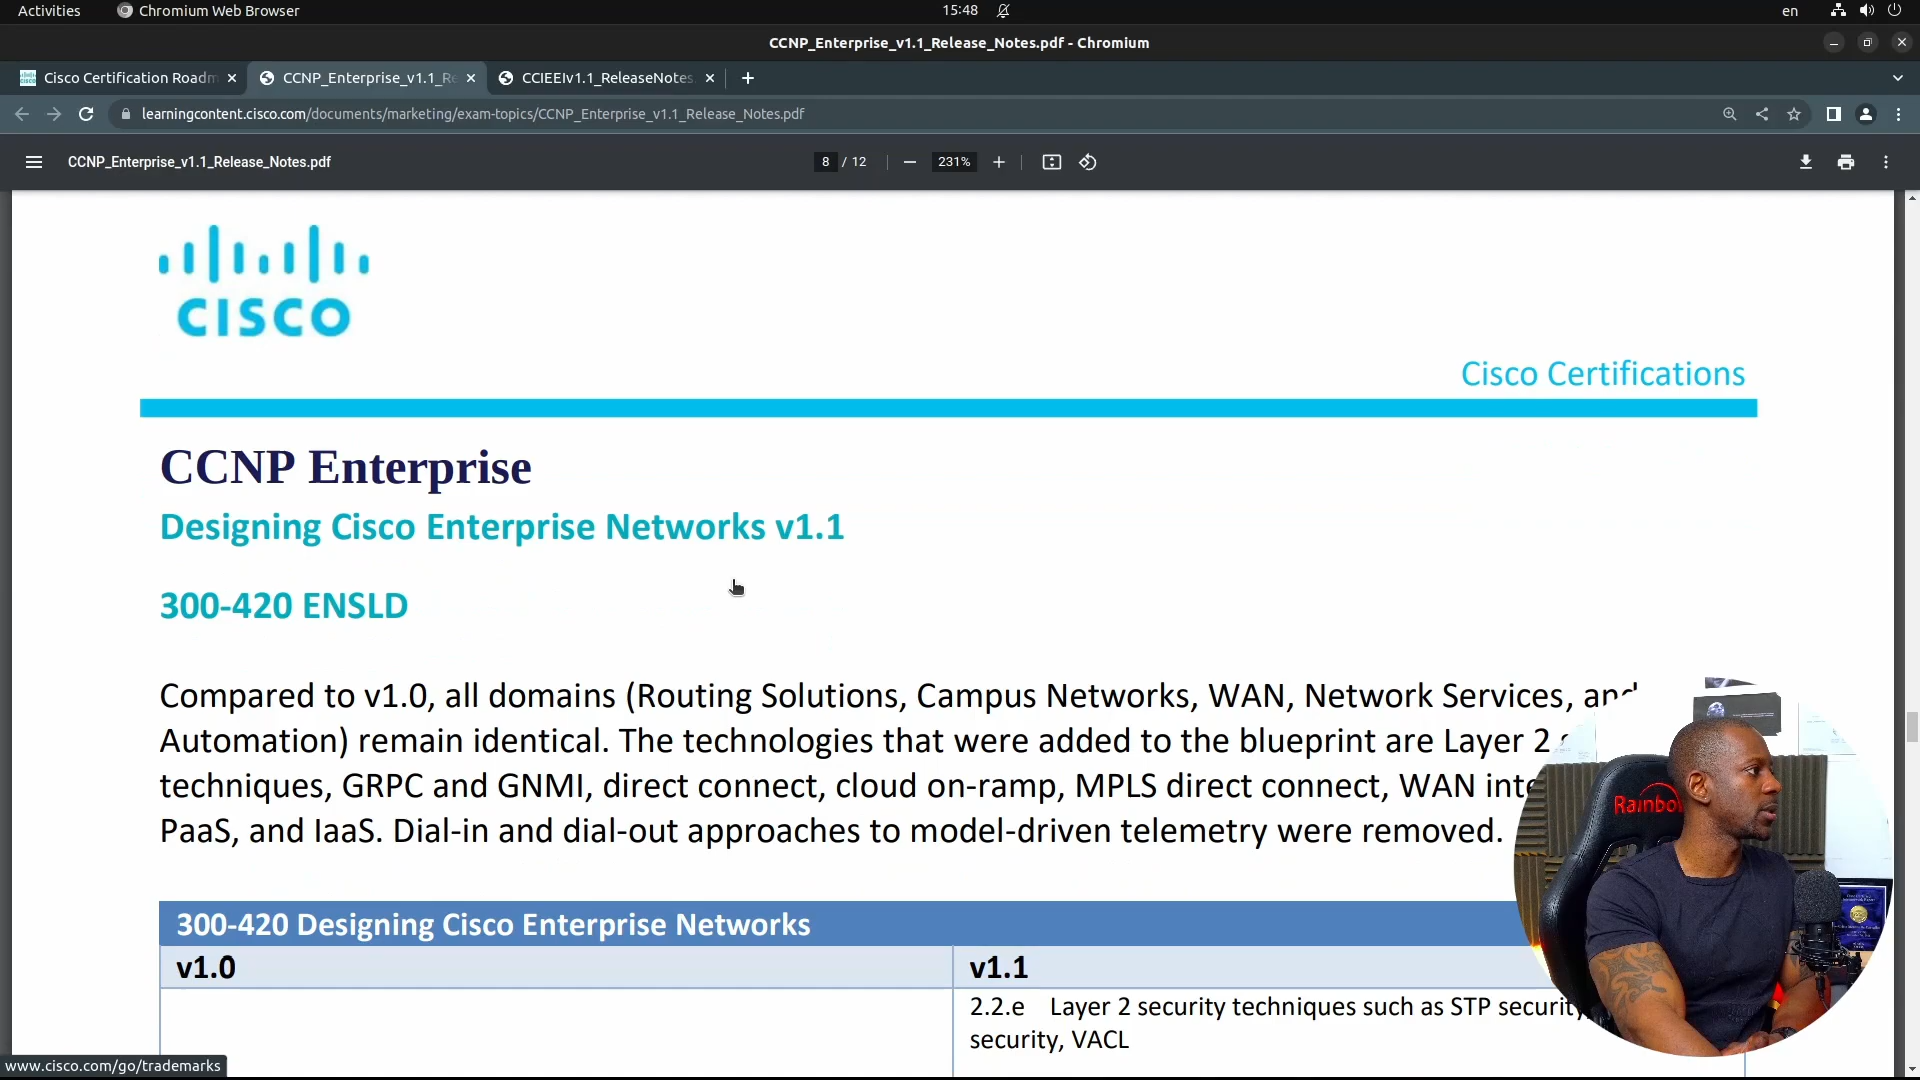 Activities
Chromium Web Browser
15:48
en
CCNP_Enterprise_v1.1_Release_Notes.pdf - Chromium
Cisco Certification Roadm
CCNP_Enterprise_v1.1_Re
CCIEEIv1.1_ReleaseNotes.
learningcontent.cisco.com/documents/marketing/exam-topics/CCNP_Enterprise_v1.1_Release_Notes.pdf
CCNP_Enterprise_v1.1_Release_Notes.pdf
8 / 12
231%
CISCO
Cisco Certifications
CCNP Enterprise
Designing Cisco Enterprise Networks v1.1
300-420 ENSLD
Compared to v1.0, all domains (Routing Solutions, Campus Networks, WAN, Network Services, and
Automation) remain identical. The technologies that were added to the blueprint are Layer 2
techniques, GRPC and GNMI, direct connect, cloud on-ramp, MPLS direct connect, WAN
PaaS, and IaaS. Dial-in and dial-out approaches to model-driven telemetry were removed.
300-420 Designing Cisco Enterprise Networks
v1.0
v1.1
2.2.e Layer 2 security techniques such as STP security,
security, VACL
www.cisco.com/go/trademarks